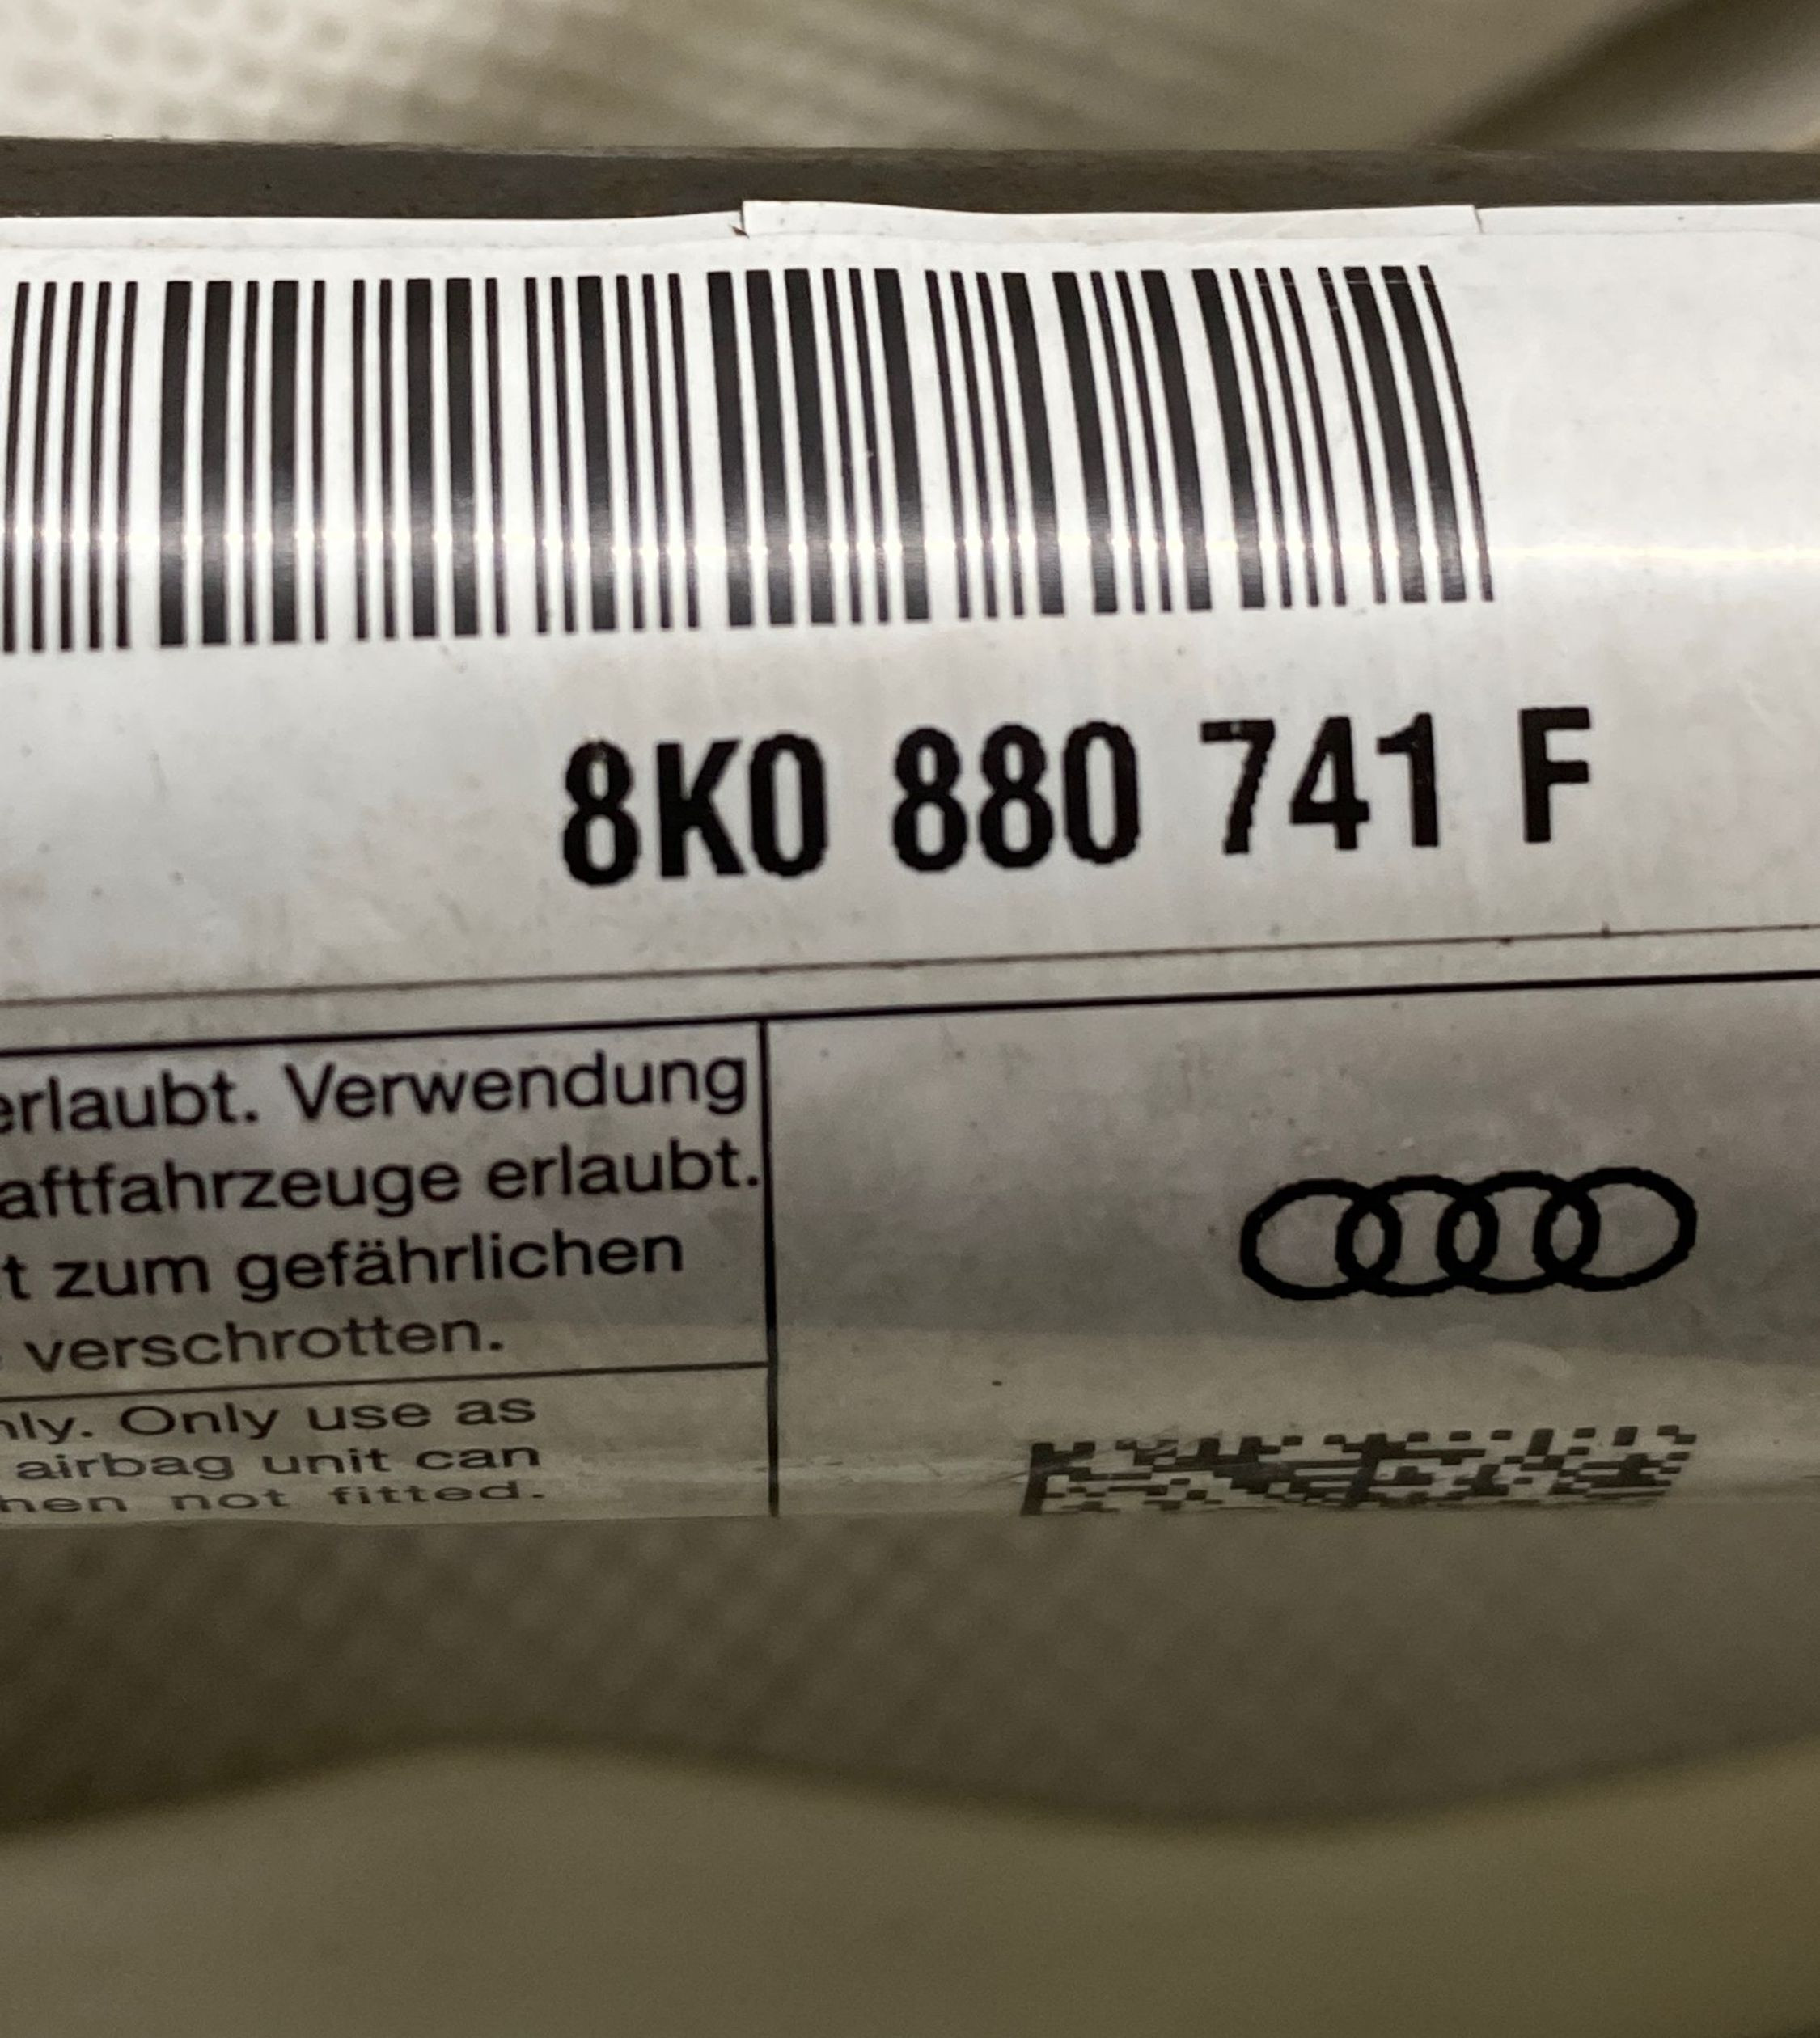 8K0 880 741 F
erlaubt. Verwendung
aftfahrzeuge erlaubt.
t zum gefährlichen
verschrotten.
nly. Only use as
airbag unit can
hen not fitted.